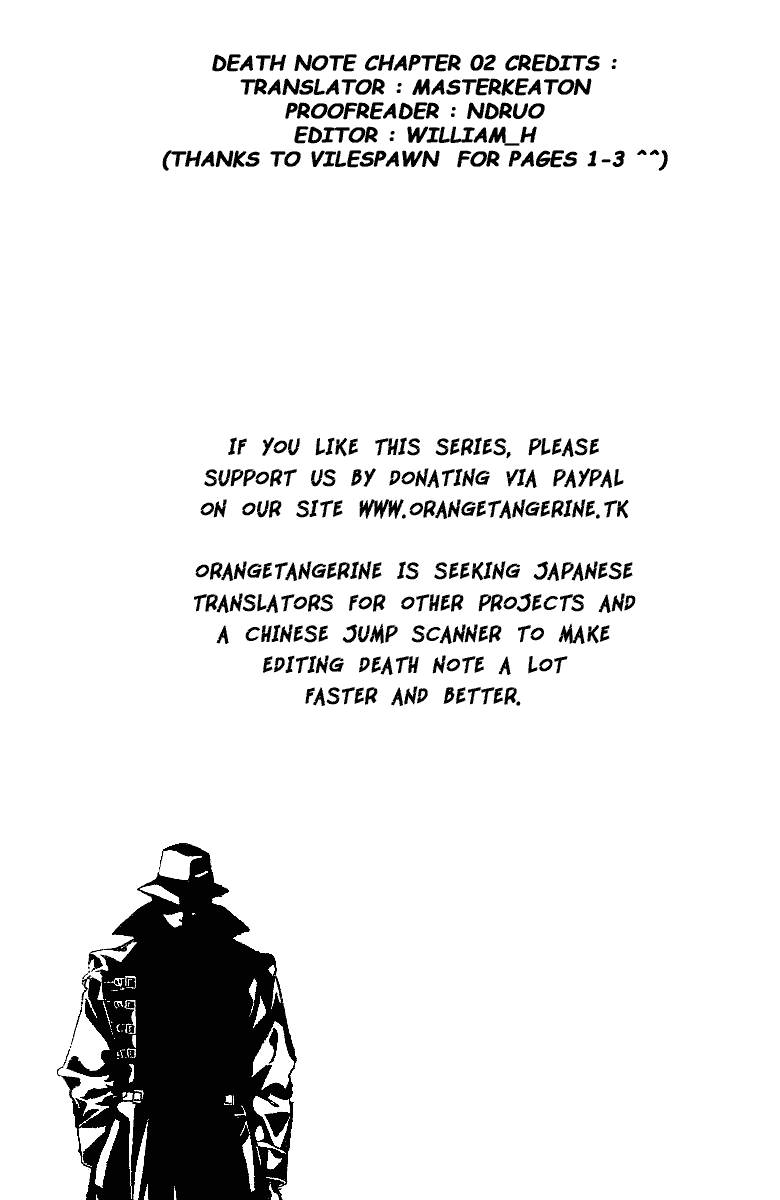 DEATH NOTE CHAPTER 02 CREDITS :
TRANSLATOR : MASTERKEATON
PROOFREADER : NDRUO
EDITOR : WILLIAM_H
(THANKS TO VILESPAWN FOR PAGES 1-3 ^^)
IF YOU LIKE THIS SERIES, PLEASE
SUPPORT US BY DONATING VIA PAYPAL
ON OUR SITE WWW.ORANGETANGERINE.TK
ORANGETANGERINE IS SEEKING JAPANESE
TRANSLATORS FOR OTHER PROJECTS AND
A CHINESE JUMP SCANNER TO MAKE
EDITING DEATH NOTE A LOT
FASTER AND BETTER.